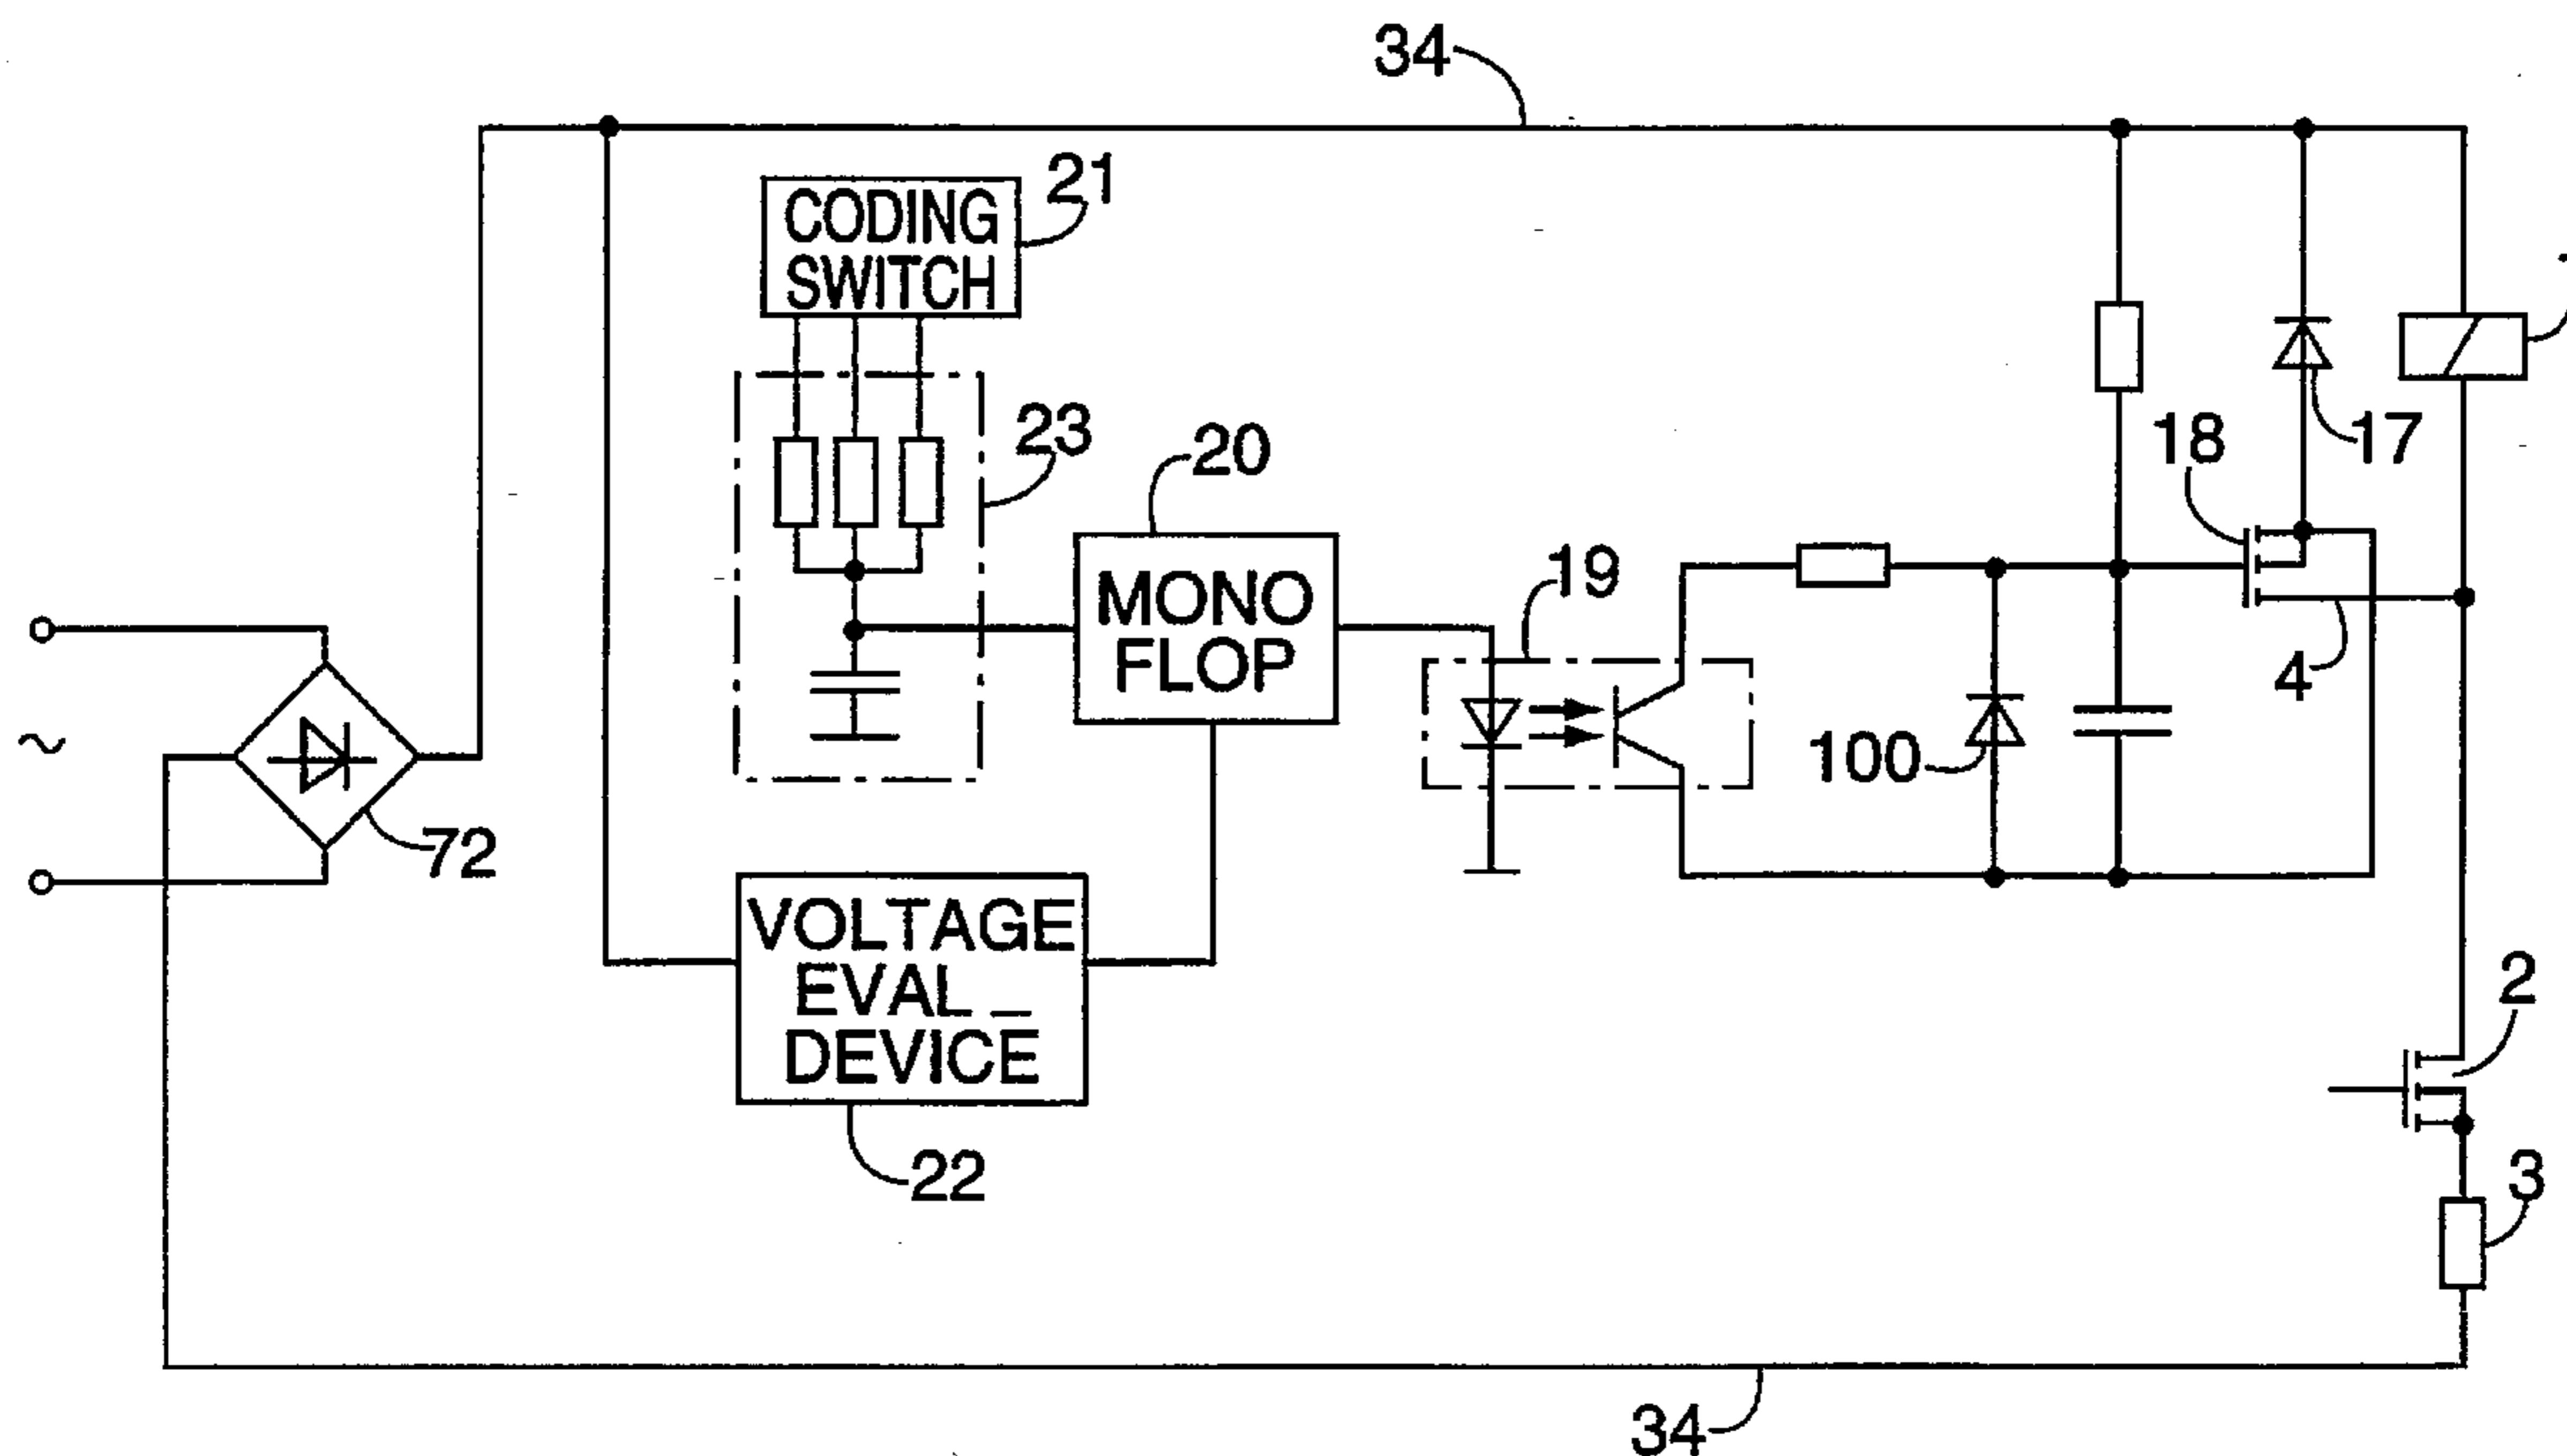 34
21
CODING
SWITCH
23
20
18
17
19
MONO
FLOP
4
~
100
72
VOLTAGE
EVAL_
DEVICE
2
22
3
34